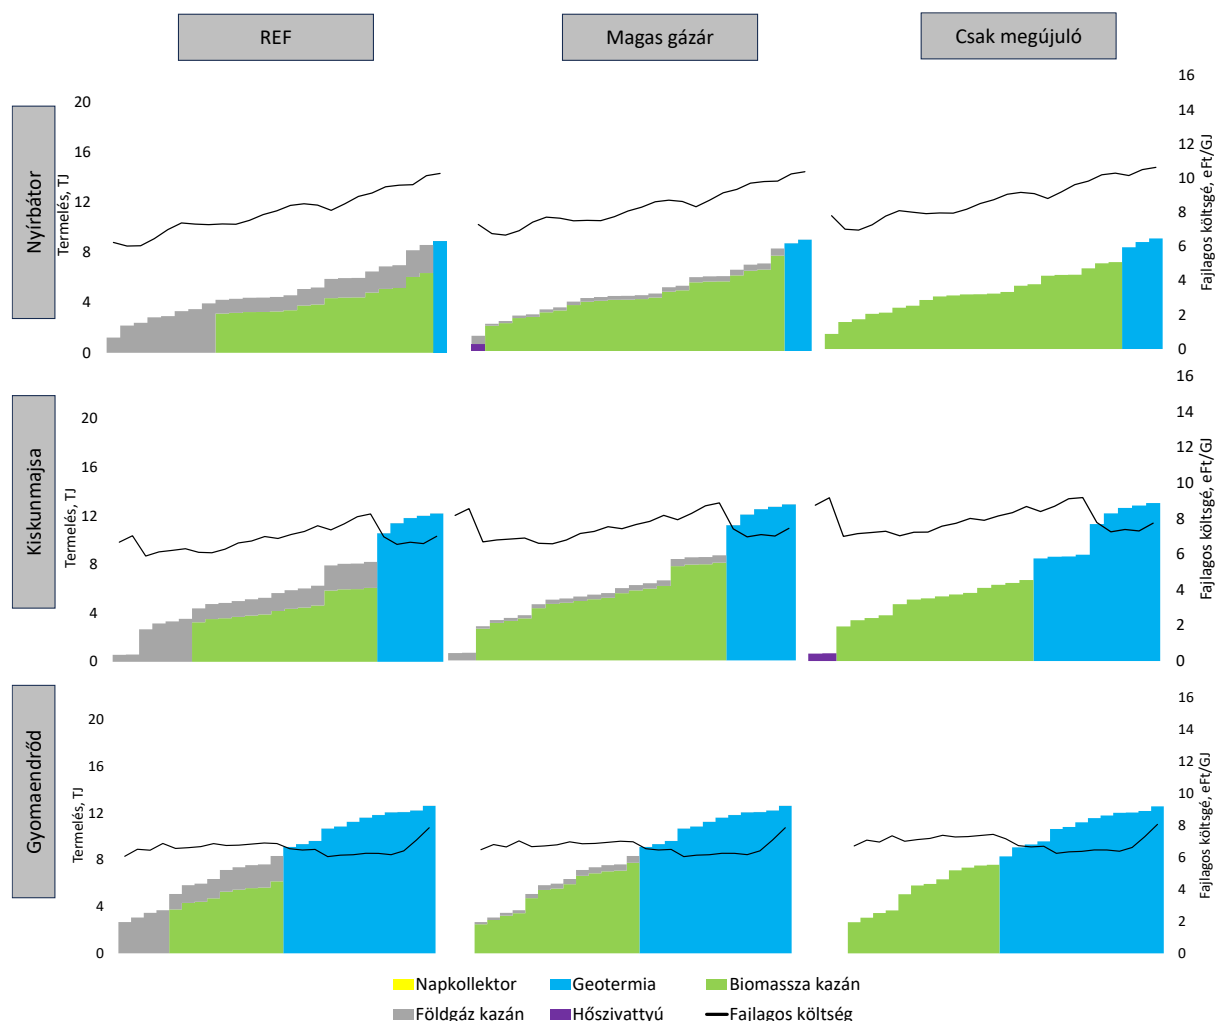 REF
Magas gázár
Csak megújuló
Nyírbátor
Termelés, TJ
20
16
12
8
4
0
16
14
12
10
8
6
4
2
0
Fajlagos költsgé, eFt/GJ
Kiskunmajsa
Termelés, TJ
20
16
12
8
4
0
16
14
12
10
8
6
4
2
0
Fajlagos költsgé, eFt/GJ
Gyomaendrőd
Termelés, TJ
20
16
12
8
4
0
16
14
12
10
8
6
4
2
0
Fajlagos költsgé, eFt/GJ
Napkollektor
Geotermia
Biomassza kazán
Földgáz kazán
Hőszivattyú
Fajlagos költség